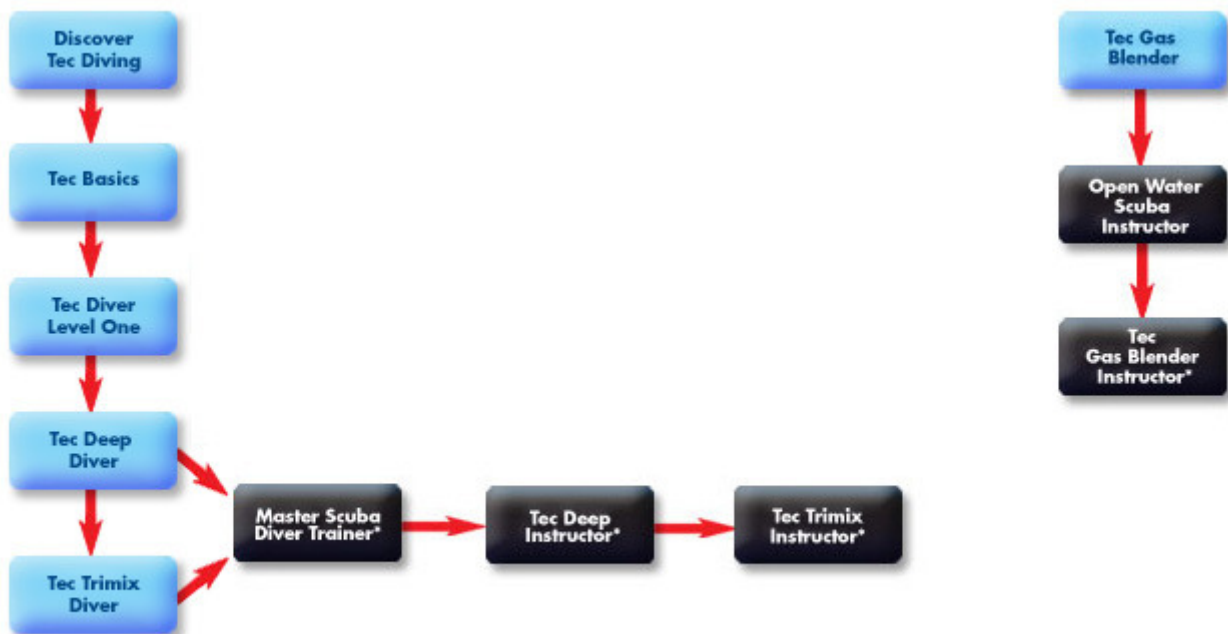 Discover
Tec Diving
Tec Gas
Blender
Tec Basics
Open Water
Scuba
Instructor
Tec Diver
Level One
Tec
Gas Blender
Instructor*
Tec Deep
Diver
Master Scuba
Diver Trainer*
Tec Deep
Instructor*
Tec Trimix
Instructor*
Tec Trimix
Diver